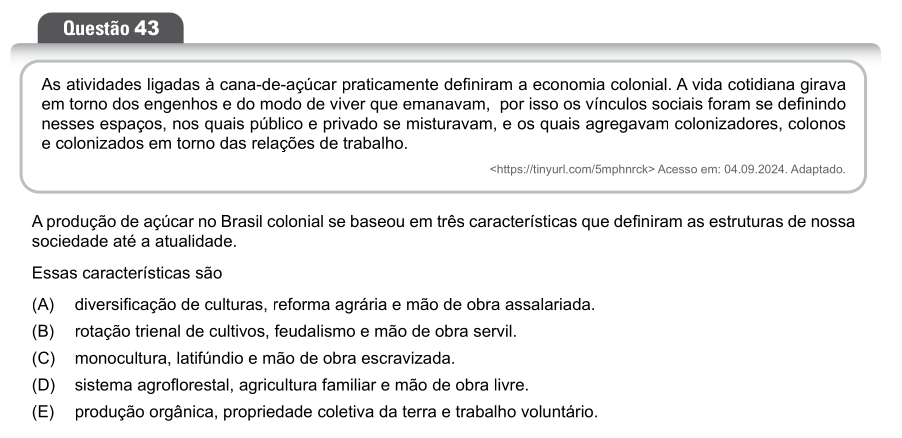 Questão 43
As atividades ligadas à cana-de-açúcar praticamente definiram a economia colonial. A vida cotidiana girava
em torno dos engenhos e do modo de viver que emanavam, por isso os vínculos sociais foram se definindo
nesses espaços, nos quais público e privado se misturavam, e os quais agregavam colonizadores, colonos
e colonizados em torno das relações de trabalho.
<https://tinyurl.com/5mphnrck> Acesso em: 04.09.2024. Adaptado.
A produção de açúcar no Brasil colonial se baseou em três características que definiram as estruturas de nossa
sociedade até a atualidade.
Essas características são
(A) diversificação de culturas, reforma agrária e mão de obra assalariada.
(B) rotação trienal de cultivos, feudalismo e mão de obra servil.
(C) monocultura, latifúndio e mão de obra escravizada.
(D) sistema agroflorestal, agricultura familiar e mão de obra livre.
(E) produção orgânica, propriedade coletiva da terra e trabalho voluntário.